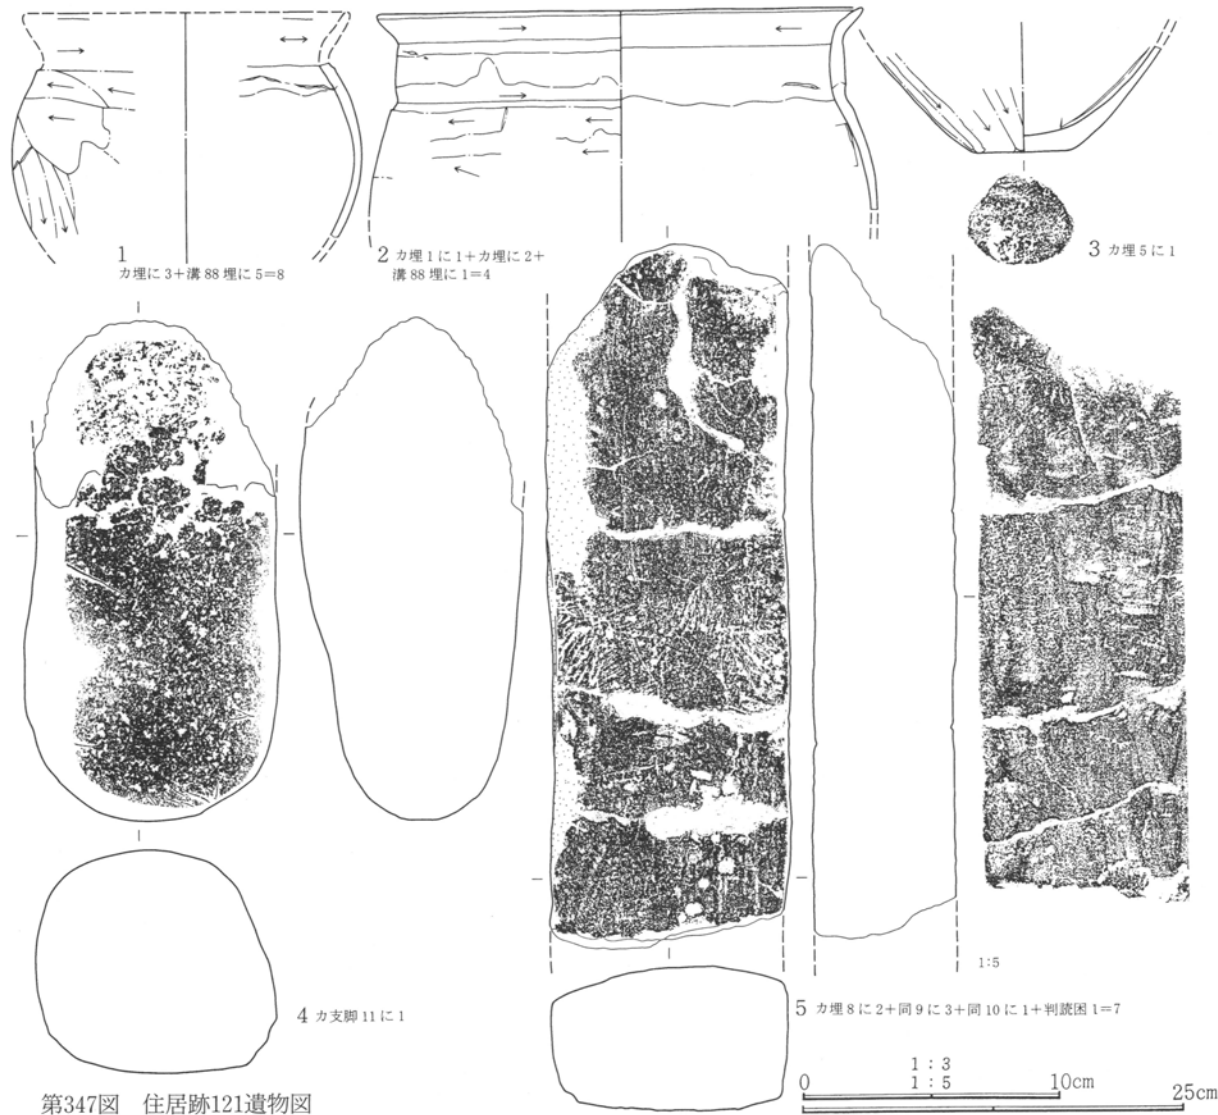 1
カ埋に3+溝88埋に5=8
2 カ埋1に1+カ埋に2+
溝88埋に1=4
3 カ埋5に1
4 カ支脚11に1
1:5
5 カ埋8に2+同9に3+同10に1+判読困1=7
第347図 住居跡121遺物図
1:3
0 1:5 10cm 25cm